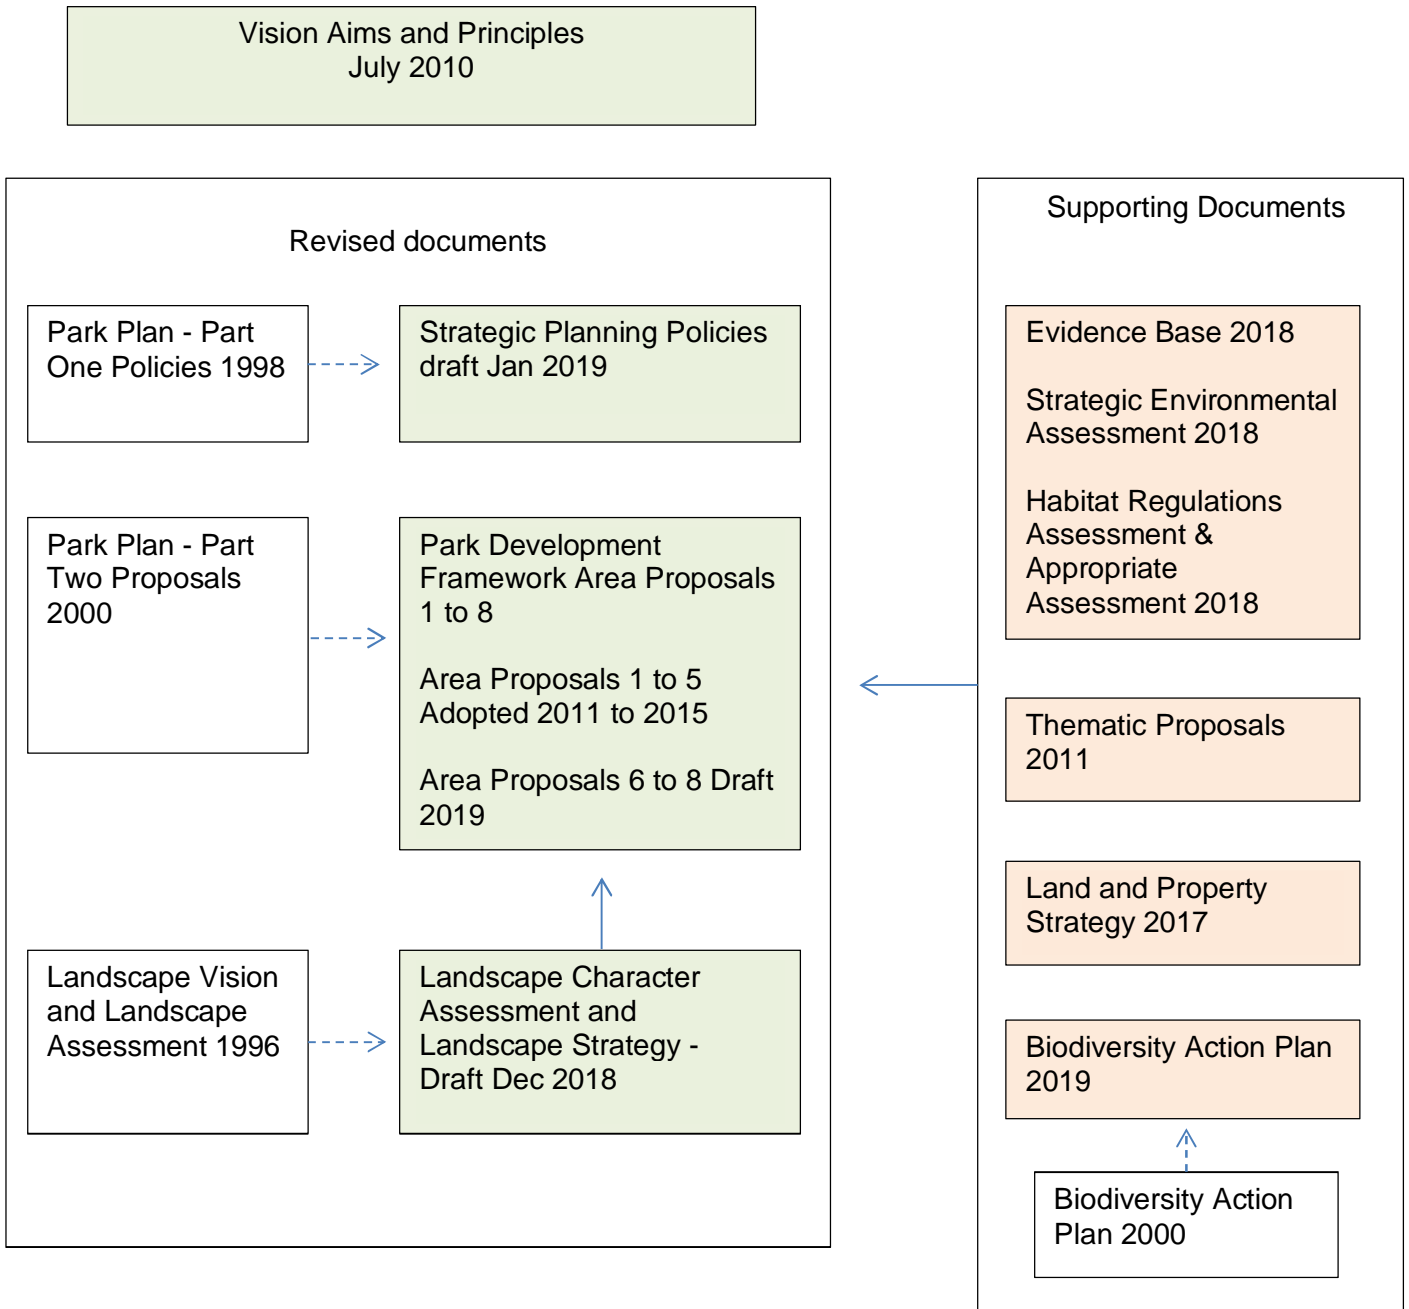 Vision Aims and Principles
July 2010
Revised documents
Park Plan - Part
One Policies 1998
Strategic Planning Policies
draft Jan 2019
Park Plan - Part
Two Proposals
2000
Park Development
Framework Area Proposals
1 to 8
Area Proposals 1 to 5
Adopted 2011 to 2015
Area Proposals 6 to 8 Draft
2019
Landscape Vision
and Landscape
Assessment 1996
Landscape Character
Assessment and
Landscape Strategy -
Draft Dec 2018
Supporting Documents
Evidence Base 2018
Strategic Environmental
Assessment 2018
Habitat Regulations
Assessment &
Appropriate
Assessment 2018
Thematic Proposals
2011
Land and Property
Strategy 2017
Biodiversity Action Plan
2019
Biodiversity Action
Plan 2000